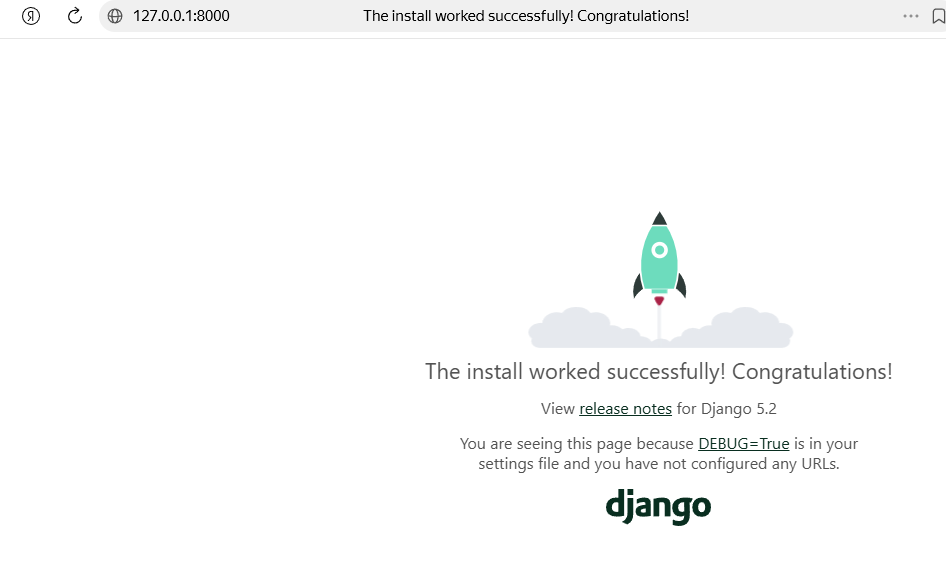 127.0.0.1:8000 The install worked successfully! Congratulations!
The install worked successfully! Congratulations!
View release notes for Django 5.2
You are seeing this page because DEBUG=True is in your
settings file and you have not configured any URLs.
django